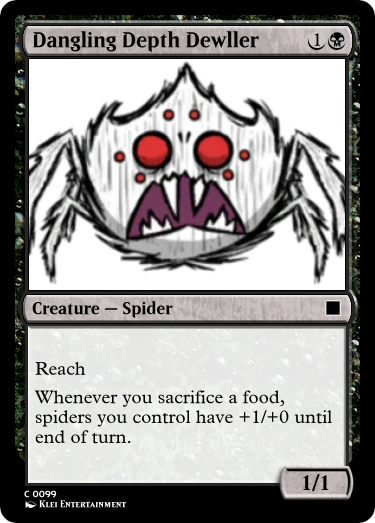 Dangling Depth Dewller 1
Creature — Spider
Reach
Whenever you sacrifice a food,
spiders you control have +1/+0 until
end of turn.
1/1
C 0099
Klei Entertainment